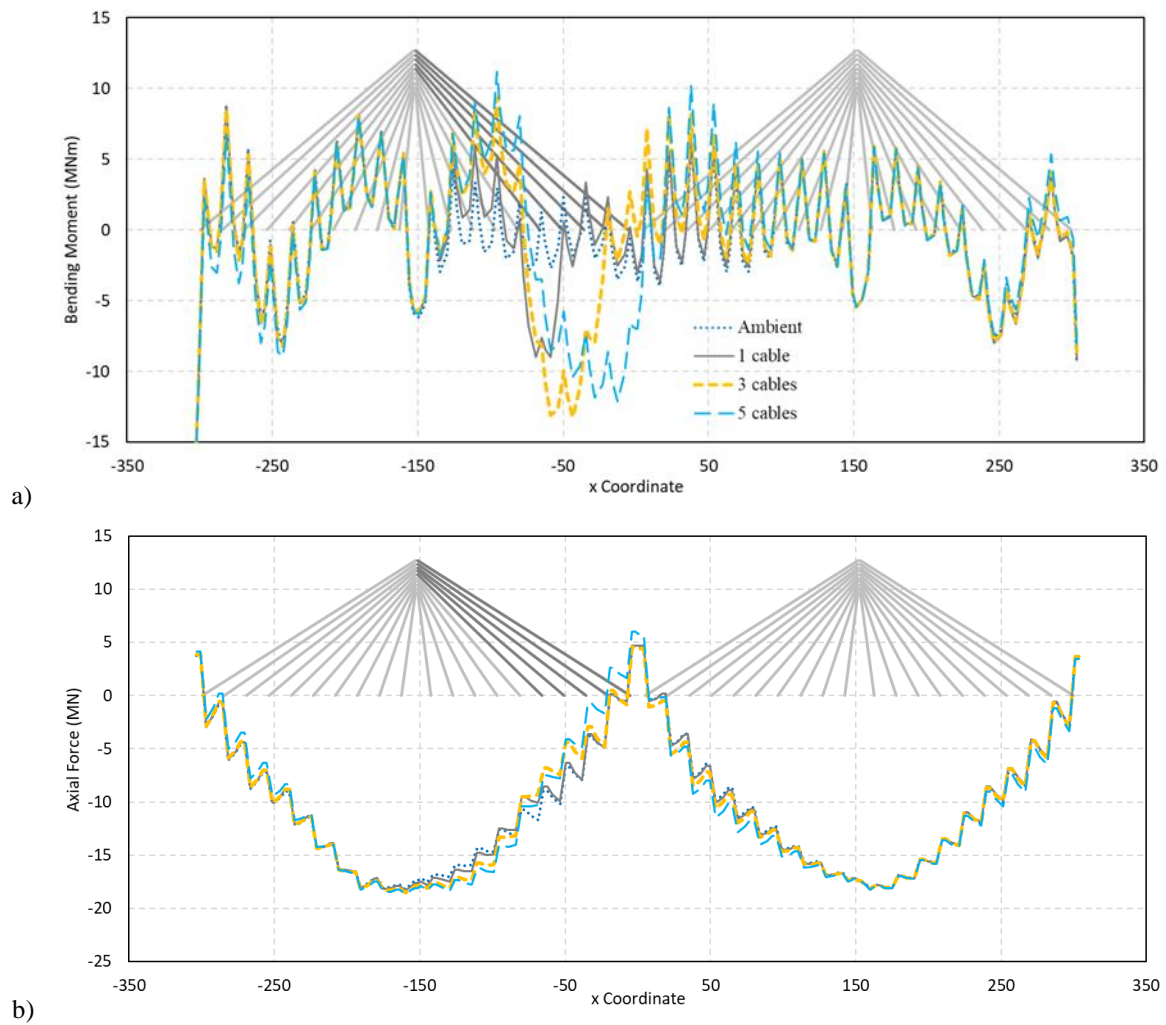 15
10
5
0
-5
-10
-15
Bending Moment (MNm)
Ambient
1 cable
3 cables
5 cables
-350 -250 -150 -50 50 150 250 350
x Coordinate
a)
15
10
5
0
-5
-10
-15
-20
-25
Axial Force (MN)
-350 -250 -150 -50 50 150 250 350
x Coordinate
b)